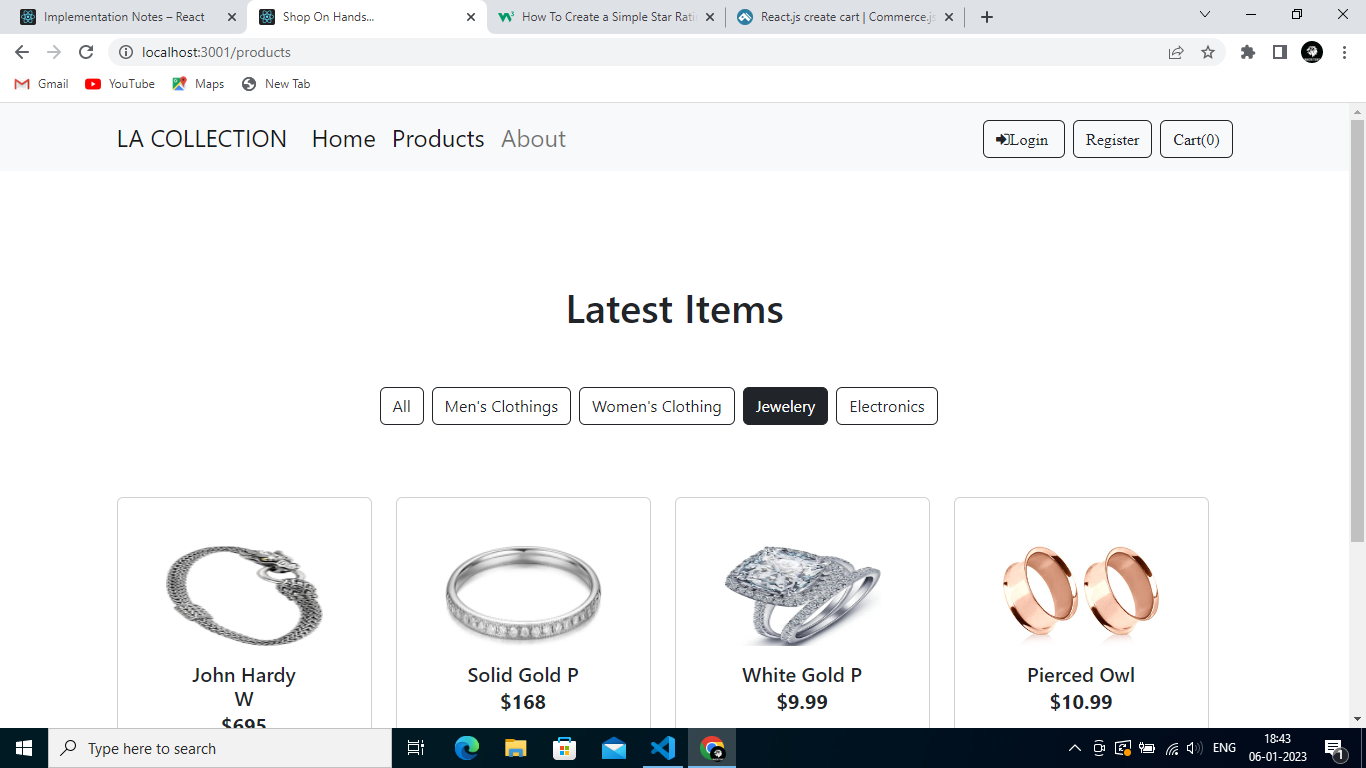 Implementation Notes – React
Shop On Hands...
How To Create a Simple Star Rati
React.js create cart | Commerce.js
localhost:3001/products
Gmail YouTube Maps New Tab
LA COLLECTION Home Products About Login Register Cart(0)
Latest Items
All Men's Clothings Women's Clothing Jewelery Electronics
John Hardy
W
$695
Solid Gold P
$168
White Gold P
$9.99
Pierced Owl
$10.99
Type here to search
ENG
18:43
06-01-2023
1